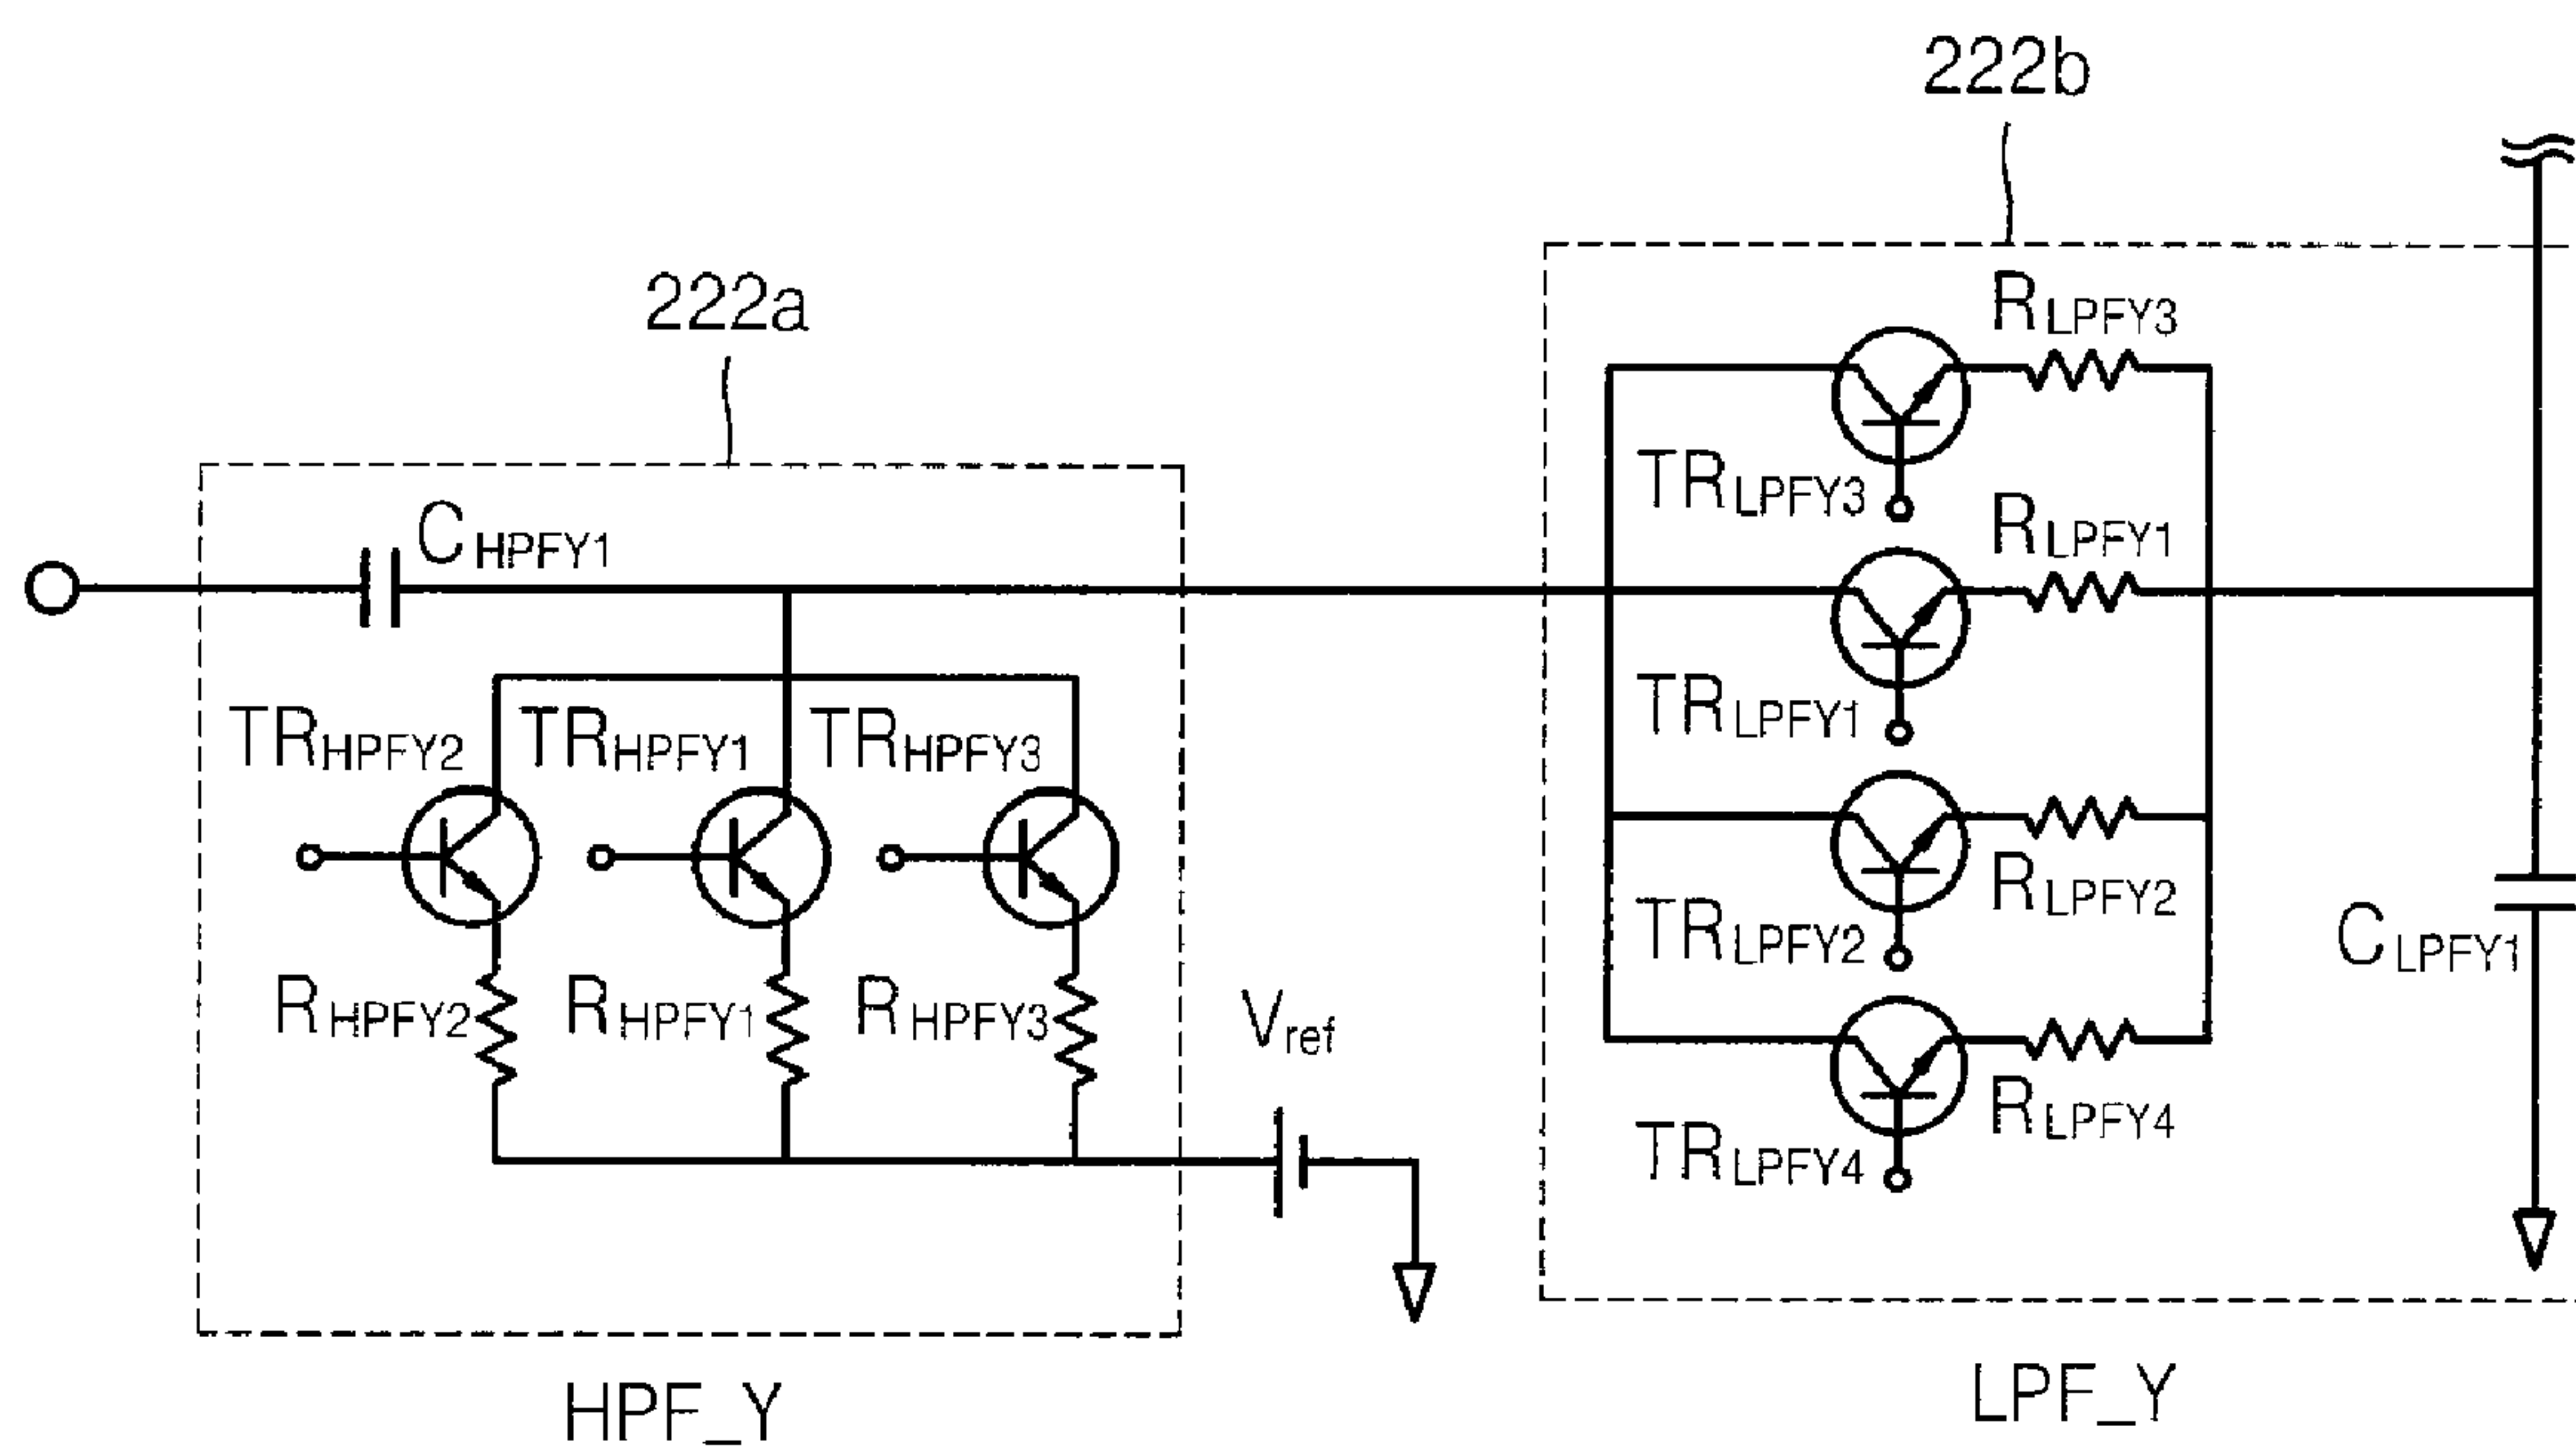 222b
222a
RLPFY3
TRLPFY3
CHPFY1
RLPFY1
TRHPFY2 TRHPFY1 TRHPFY3
TRLPFY1
RLPFY2
TRLPFY2
CLPFY1
RHPFY2 RHPFY1 RHPFY3
Vref
RLPFY4
TRLPFY4
HPF_Y
LPF_Y